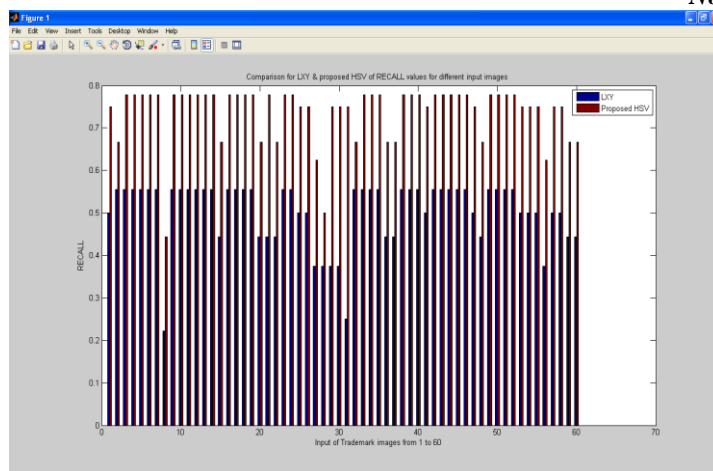 Figure 1
File Edit View Insert Tools Desktop Window Help
Comparison for LXY & proposed HSV of RECALL values for different input images
LXY
Proposed HSV
RECALL
0.8
0.7
0.6
0.5
0.4
0.3
0.2
0.1
0
0 10 20 30 40 50 60 70
Input of Trademark images from 1 to 60